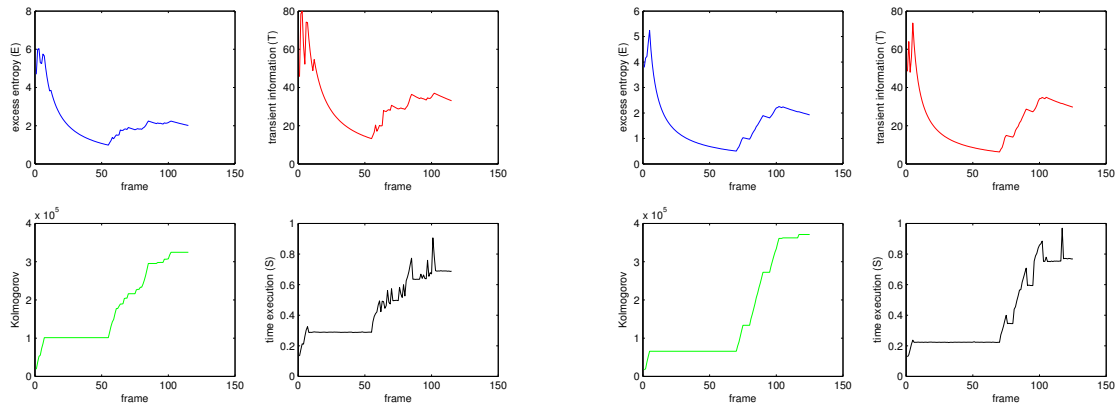 excess entropy (E)
8
6
4
2
0
0 50 100 150
frame
transient information (T)
80
60
40
20
0
0 50 100 150
frame
excess entropy (E)
6
5
4
3
2
1
0
0 50 100 150
frame
transient information (T)
80
60
40
20
0
0 50 100 150
frame
Kolmogorov
x 10^5
4
3
2
1
0
0 50 100 150
frame
time execution (S)
1
0.8
0.6
0.4
0.2
0
0 50 100 150
frame
Kolmogorov
x 10^5
4
3
2
1
0
0 50 100 150
frame
time execution (S)
1
0.8
0.6
0.4
0.2
0
0 50 100 150
frame